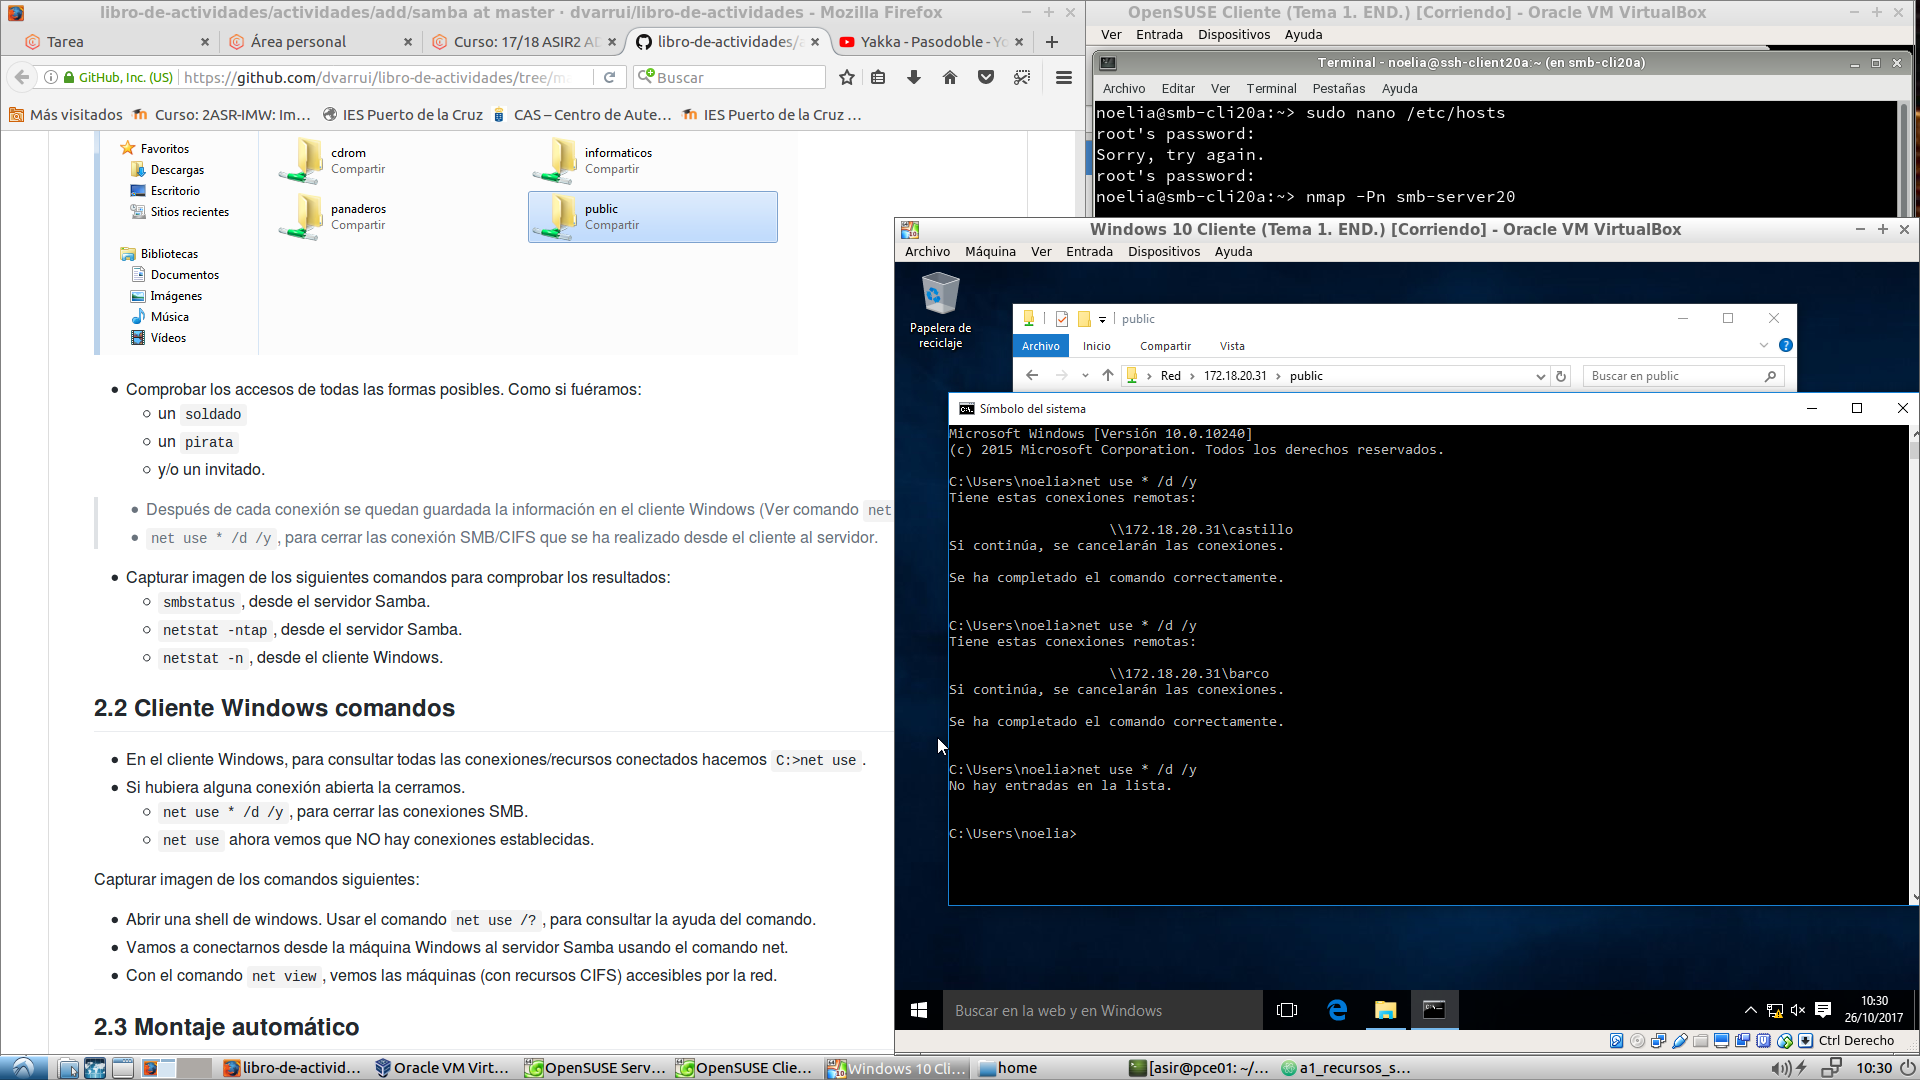 libro-de-actividades/actividades/add/samba at master · dvarrui/libro-de-actividades - Mozilla Firefox
Tarea
Área personal
Curso: 17/18 ASIR2 AD
libro-de-actividades/a
Yakka - Pasodoble - Yo
GitHub, Inc. (US)
https://github.com/dvarrui/libro-de-actividades/tree/ma
Buscar
Más visitados
Curso: 2ASR-IMW: Im...
IES Puerto de la Cruz
CAS – Centro de Aute...
IES Puerto de la Cruz ...
Favoritos
Descargas
Escritorio
Sitios recientes
Bibliotecas
Documentos
Imágenes
Música
Vídeos
cdrom
Compartir
informaticos
Compartir
panaderos
Compartir
public
Compartir
Comprobar los accesos de todas las formas posibles. Como si fuéramos:
un soldado
un pirata
y/o un invitado.
Después de cada conexión se quedan guardada la información en el cliente Windows (Ver comando net
net use * /d /y , para cerrar las conexión SMB/CIFS que se ha realizado desde el cliente al servidor.
Capturar imagen de los siguientes comandos para comprobar los resultados:
smbstatus , desde el servidor Samba.
netstat -ntap , desde el servidor Samba.
netstat -n , desde el cliente Windows.
2.2 Cliente Windows comandos
En el cliente Windows, para consultar todas las conexiones/recursos conectados hacemos C:>net use .
Si hubiera alguna conexión abierta la cerramos.
net use * /d /y , para cerrar las conexiones SMB.
net use ahora vemos que NO hay conexiones establecidas.
Capturar imagen de los comandos siguientes:
Abrir una shell de windows. Usar el comando net use /? , para consultar la ayuda del comando.
Vamos a conectarnos desde la máquina Windows al servidor Samba usando el comando net.
Con el comando net view , vemos las máquinas (con recursos CIFS) accesibles por la red.
2.3 Montaje automático
OpenSUSE Cliente (Tema 1. END.) [Corriendo] - Oracle VM VirtualBox
Ver Entrada Dispositivos Ayuda
Terminal - noelia@ssh-client20a:~ (en smb-cli20a)
Archivo Editar Ver Terminal Pestañas Ayuda
noelia@smb-cli20a:~> sudo nano /etc/hosts
root's password:
Sorry, try again.
root's password:
noelia@smb-cli20a:~> nmap -Pn smb-server20
Windows 10 Cliente (Tema 1. END.) [Corriendo] - Oracle VM VirtualBox
Archivo Máquina Ver Entrada Dispositivos Ayuda
Papelera de
reciclaje
public
Archivo Inicio Compartir Vista
Red > 172.18.20.31 > public
Buscar en public
Símbolo del sistema
Microsoft Windows [Versión 10.0.10240]
(c) 2015 Microsoft Corporation. Todos los derechos reservados.
C:\Users\noelia>net use * /d /y
Tiene estas conexiones remotas:
\\172.18.20.31\castillo
Si continúa, se cancelarán las conexiones.
Se ha completado el comando correctamente.
C:\Users\noelia>net use * /d /y
Tiene estas conexiones remotas:
\\172.18.20.31\barco
Si continúa, se cancelarán las conexiones.
Se ha completado el comando correctamente.
C:\Users\noelia>net use * /d /y
No hay entradas en la lista.
C:\Users\noelia>
Buscar en la web y en Windows
10:30
26/10/2017
Ctrl Derecho
libro-de-activid...
Oracle VM Virt...
OpenSUSE Serv...
OpenSUSE Clie...
Windows 10 Cli...
home
[asir@pce01: ~/...
a1_recursos_s...
10:30